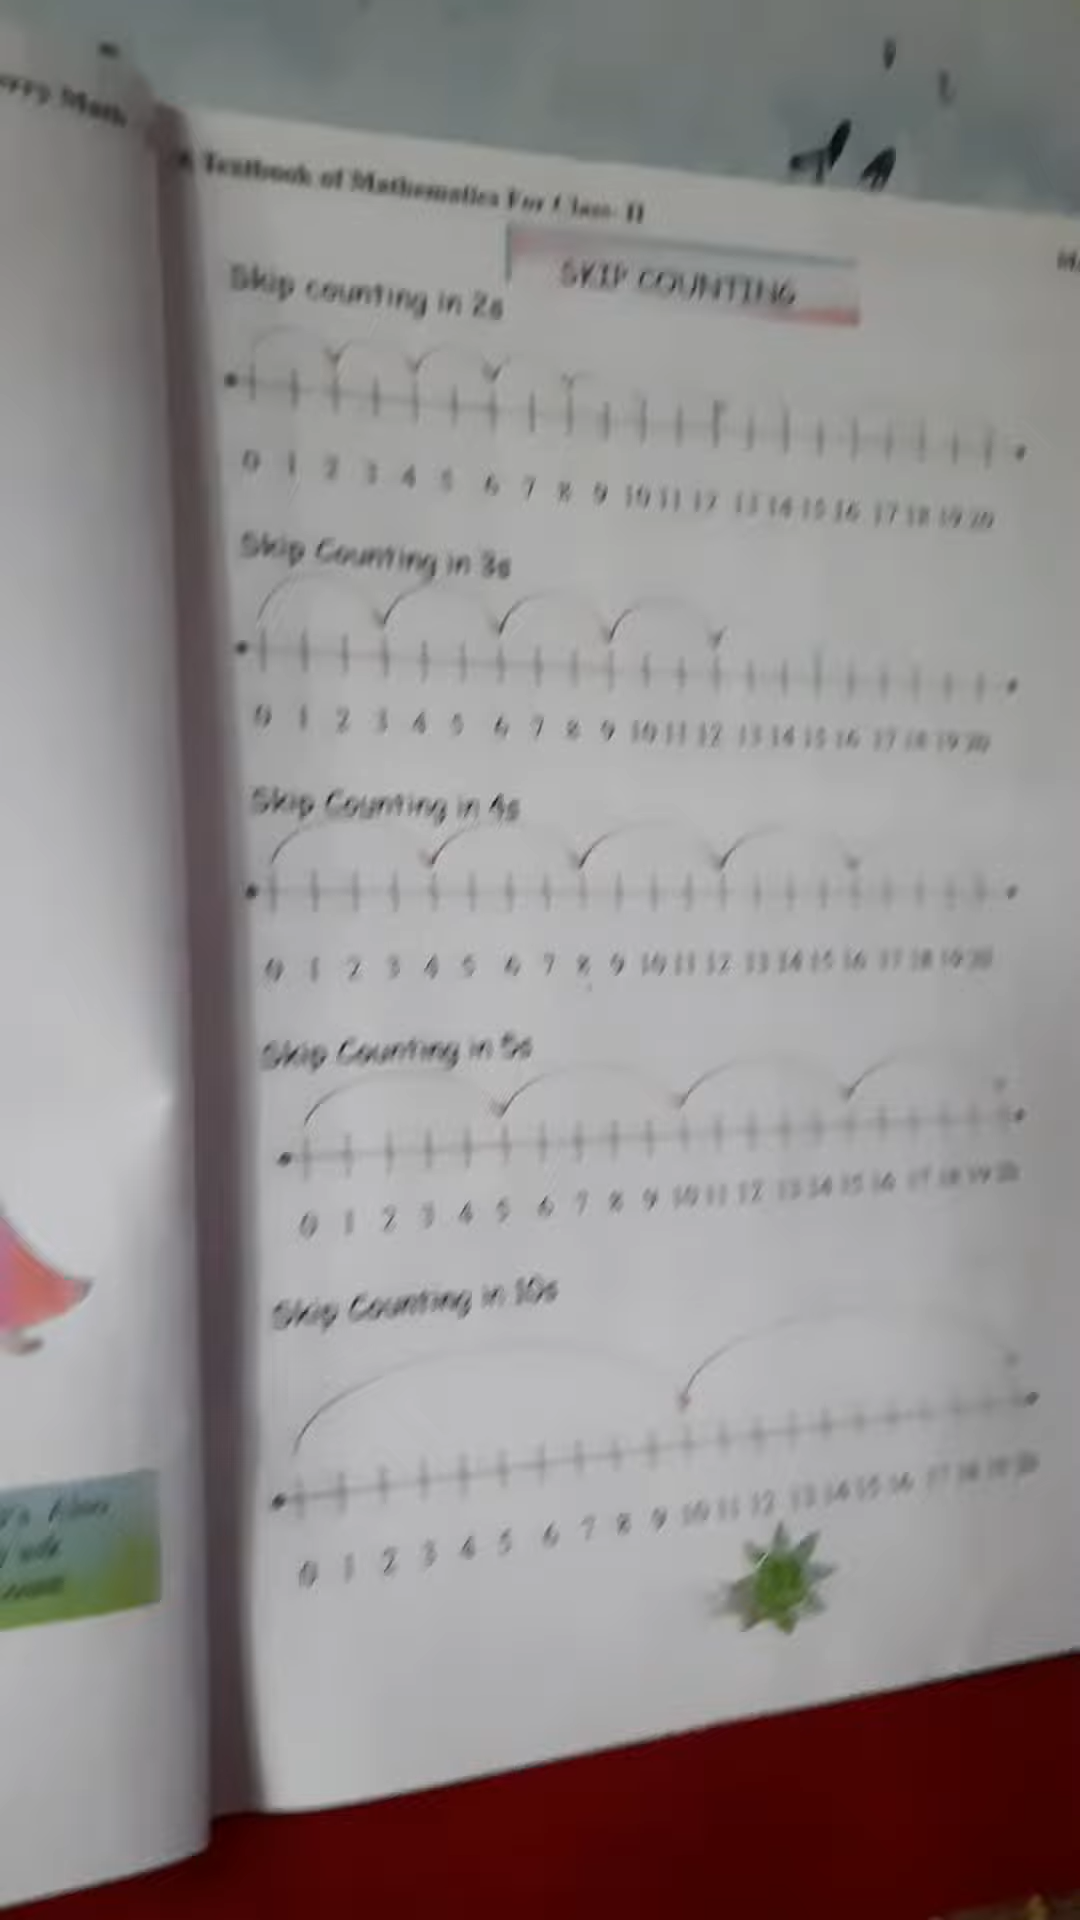 Math
Textbook of Mathematics For Class- II
SKIP COUNTING
Skip counting in 2s
0 1 2 3 4 5 6 7 8 9 10 11 12 13 14 15 16 17 18 19 20
Skip Counting in 3s
0 1 2 3 4 5 6 7 8 9 10 11 12 13 14 15 16 17 18 19 20
Skip Counting in 4s
0 1 2 3 4 5 6 7 8 9 10 11 12 13 14 15 16 17 18 19 20
Skip Counting in 5s
0 1 2 3 4 5 6 7 8 9 10 11 12 13 14 15 16 17 18 19 20
Skip Counting in 10s
0 1 2 3 4 5 6 7 8 9 10 11 12 13 14 15 16 17 18 19 20